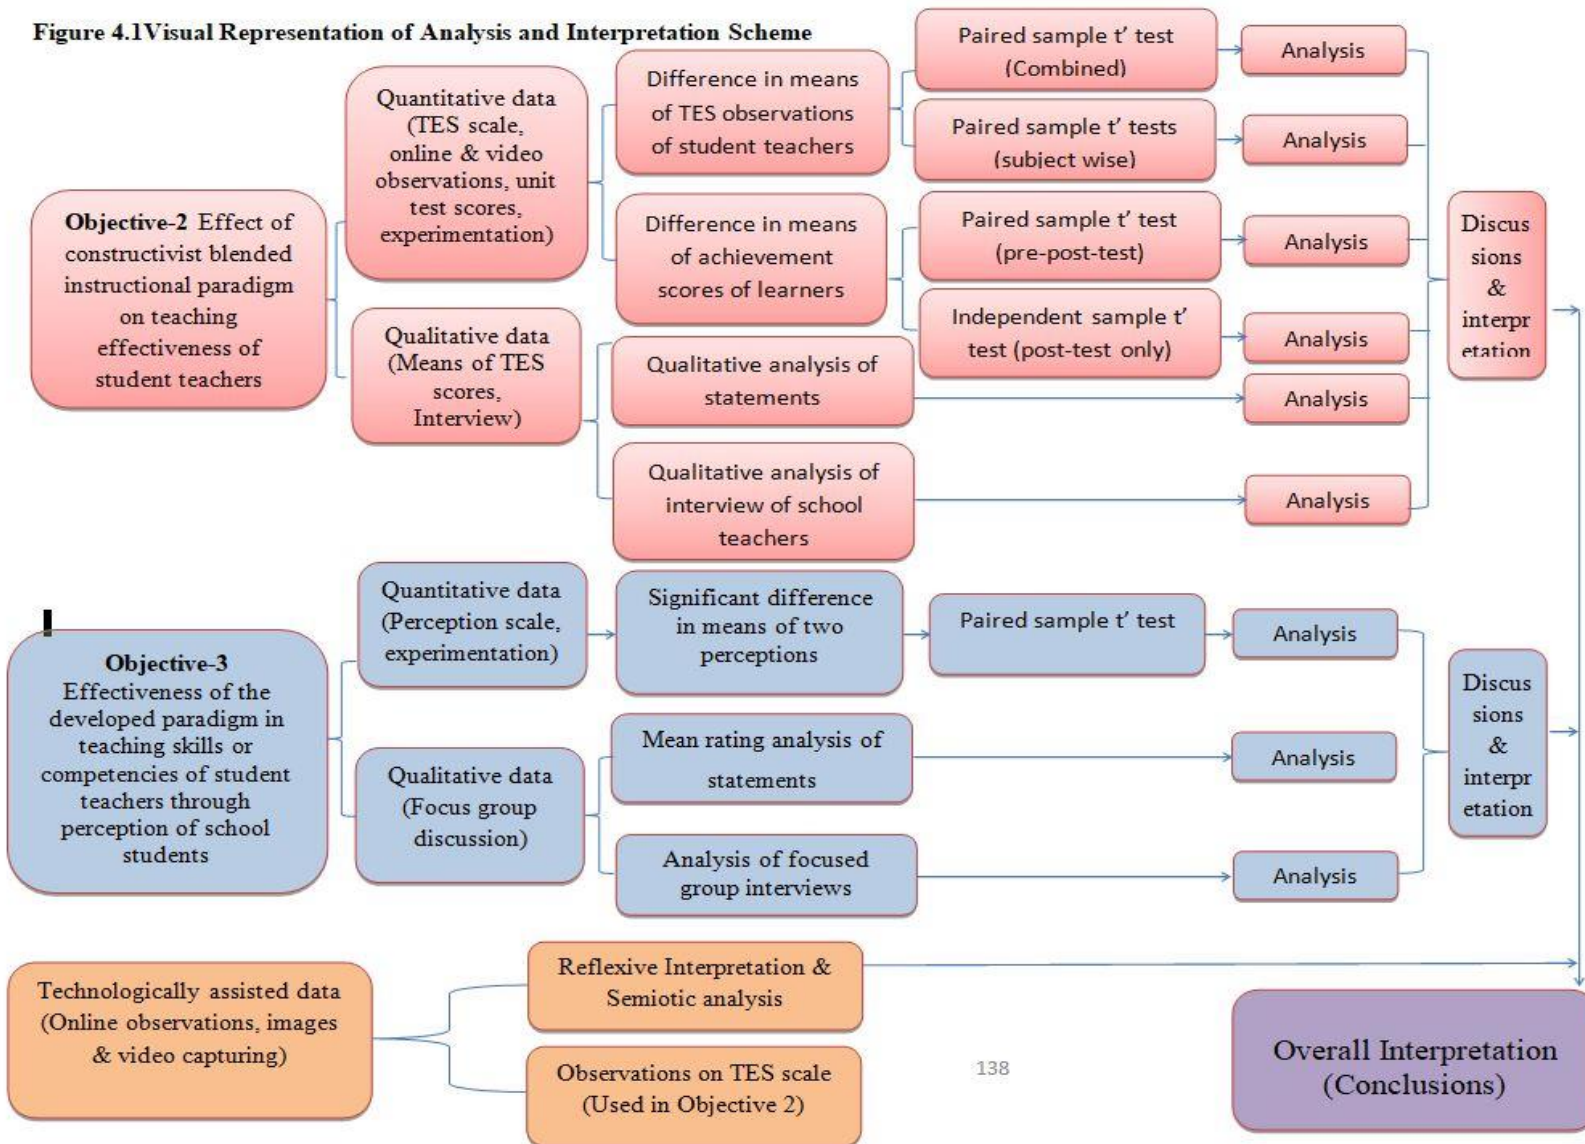 Figure 4.1Visual Representation of Analysis and Interpretation Scheme
Objective-2 Effect of
constructivist blended
instructional paradigm
on teaching
effectiveness of
student teachers
Quantitative data
(TES scale,
online & video
observations, unit
test scores,
experimentation)
Qualitative data
(Means of TES
scores,
Interview)
Difference in means
of TES observations
of student teachers
Difference in means
of achievement
scores of learners
Qualitative analysis of
statements
Qualitative analysis of
interview of school
teachers
Paired sample t' test
(Combined)
Paired sample t' tests
(subject wise)
Paired sample t' test
(pre-post-test)
Independent sample t'
test (post-test only)
Analysis
Analysis
Analysis
Analysis
Analysis
Analysis
Discus
sions
&
interpr
etation
Objective-3
Effectiveness of the
developed paradigm in
teaching skills or
competencies of student
teachers through
perception of school
students
Quantitative data
(Perception scale,
experimentation)
Qualitative data
(Focus group
discussion)
Significant difference
in means of two
perceptions
Mean rating analysis of
statements
Analysis of focused
group interviews
Paired sample t' test
Analysis
Analysis
Analysis
Discus
sions
&
interpr
etation
Technologically assisted data
(Online observations, images
& video capturing)
Reflexive Interpretation &
Semiotic analysis
Observations on TES scale
(Used in Objective 2)
138
Overall Interpretation
(Conclusions)